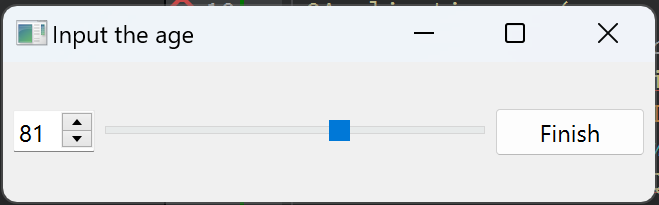 Input the age
81
Finish